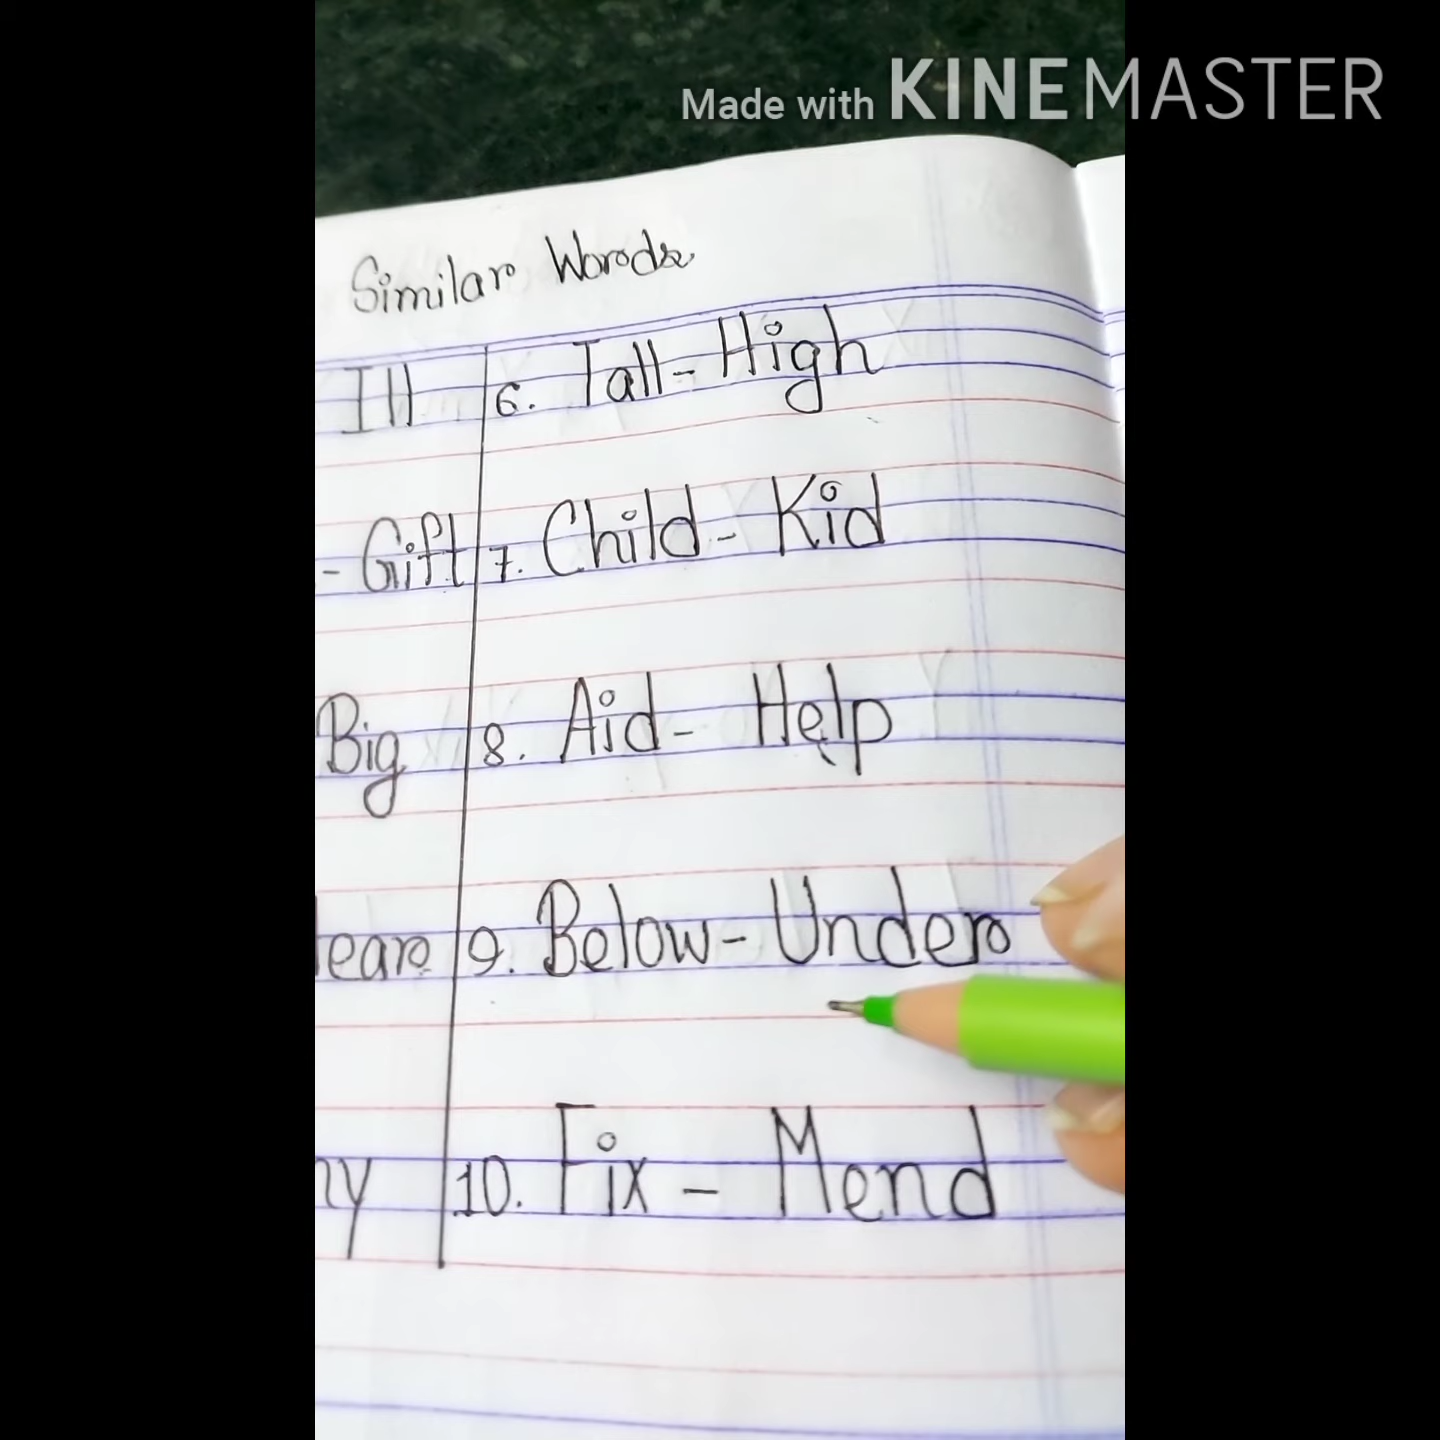 Made with KINEMASTER
Similar Words
Ill 6. Tall - High
- Gift 7. Child - Kid
Big 8. Aid - Help
9. Below - Under
10. Fix - Mend